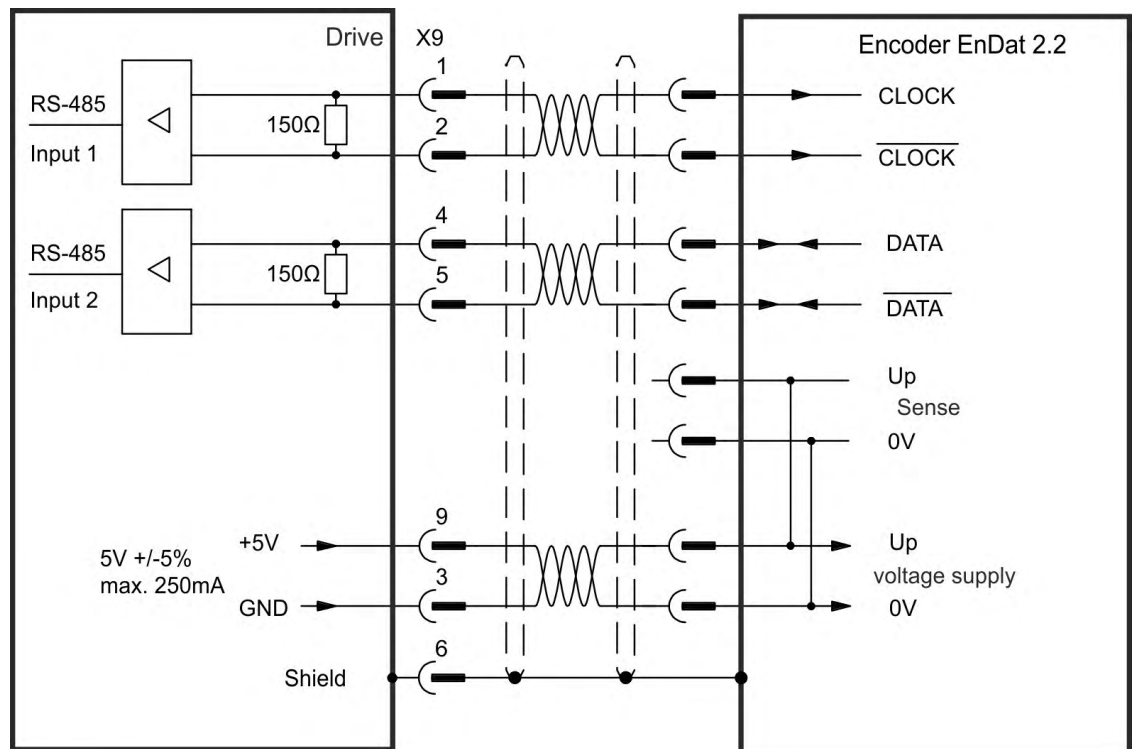 Drive
X9
Encoder EnDat 2.2
1
RS-485
Input 1
150Ω
2
CLOCK
CLOCK
4
RS-485
Input 2
150Ω
5
DATA
DATA
Up
Sense
0V
9
5V +/-5%
max. 250mA
+5V
Up
voltage supply
3
GND
0V
6
Shield